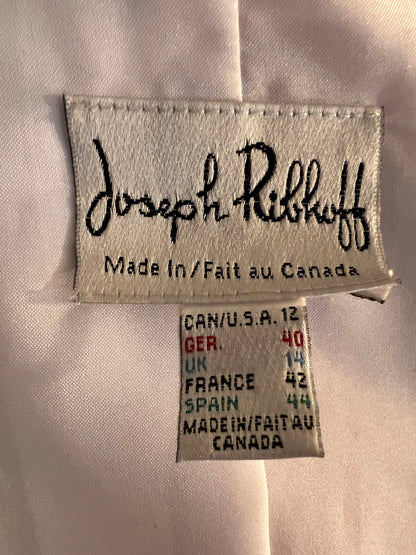 Joseph Ribkoff
Made In/Fait au Canada
CAN/U.S.A. 12
GER. 40
UK 14
FRANCE 42
SPAIN 44
MADE IN/FAIT AU
CANADA